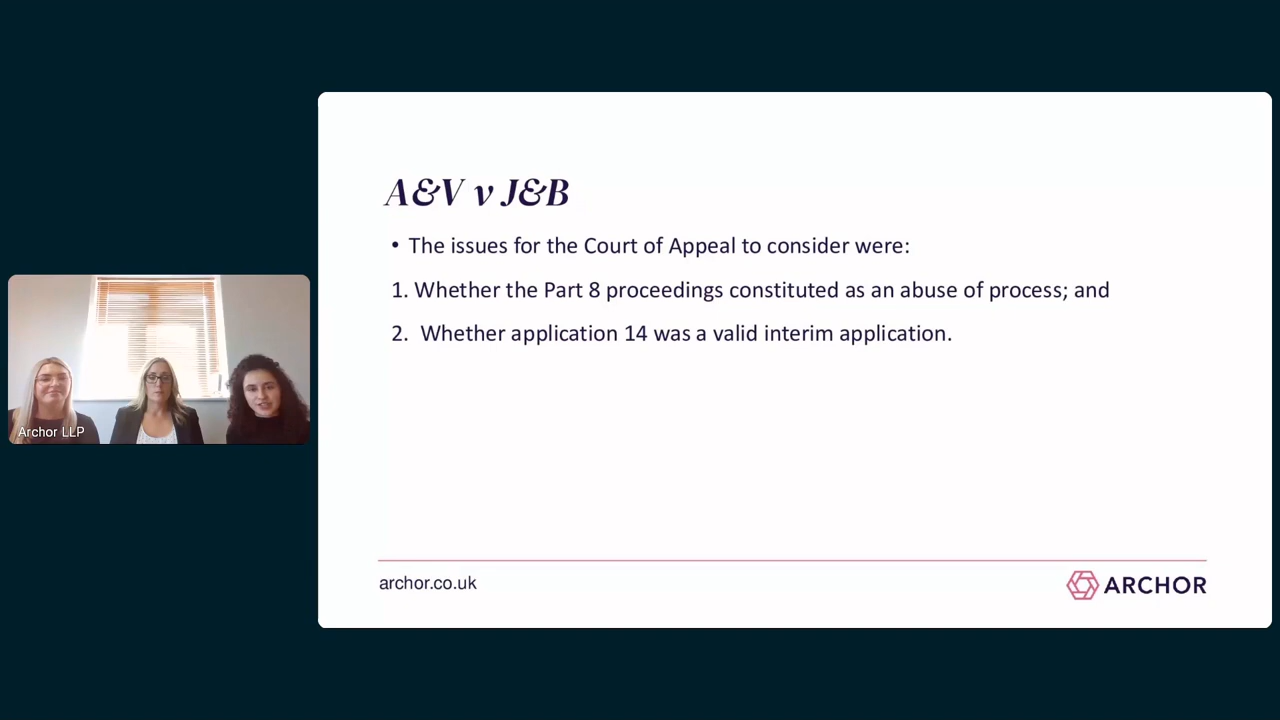 A&V v J&B
• The issues for the Court of Appeal to consider were:
1. Whether the Part 8 proceedings constituted as an abuse of process; and
2. Whether application 14 was a valid interim application.
Archor LLP
archor.co.uk
ARCHOR